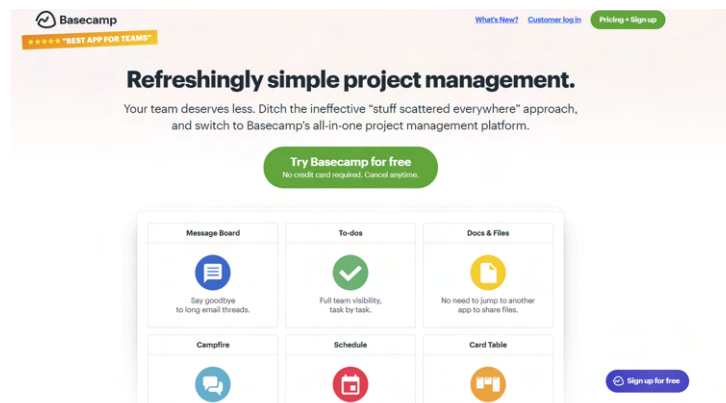 Basecamp
What's New?
Customer log in
Pricing + Sign up
★★★★★ "BEST APP FOR TEAMS"
Refreshingly simple project management.
Your team deserves less. Ditch the ineffective “stuff scattered everywhere” approach,
and switch to Basecamp's all-in-one project management platform.
Try Basecamp for free
No credit card required. Cancel anytime.
Message Board
Say goodbye
to long email threads.
To-dos
Full team visibility,
task by task.
Docs & Files
No need to jump to another
app to share files.
Campfire
Schedule
Card Table
Sign up for free